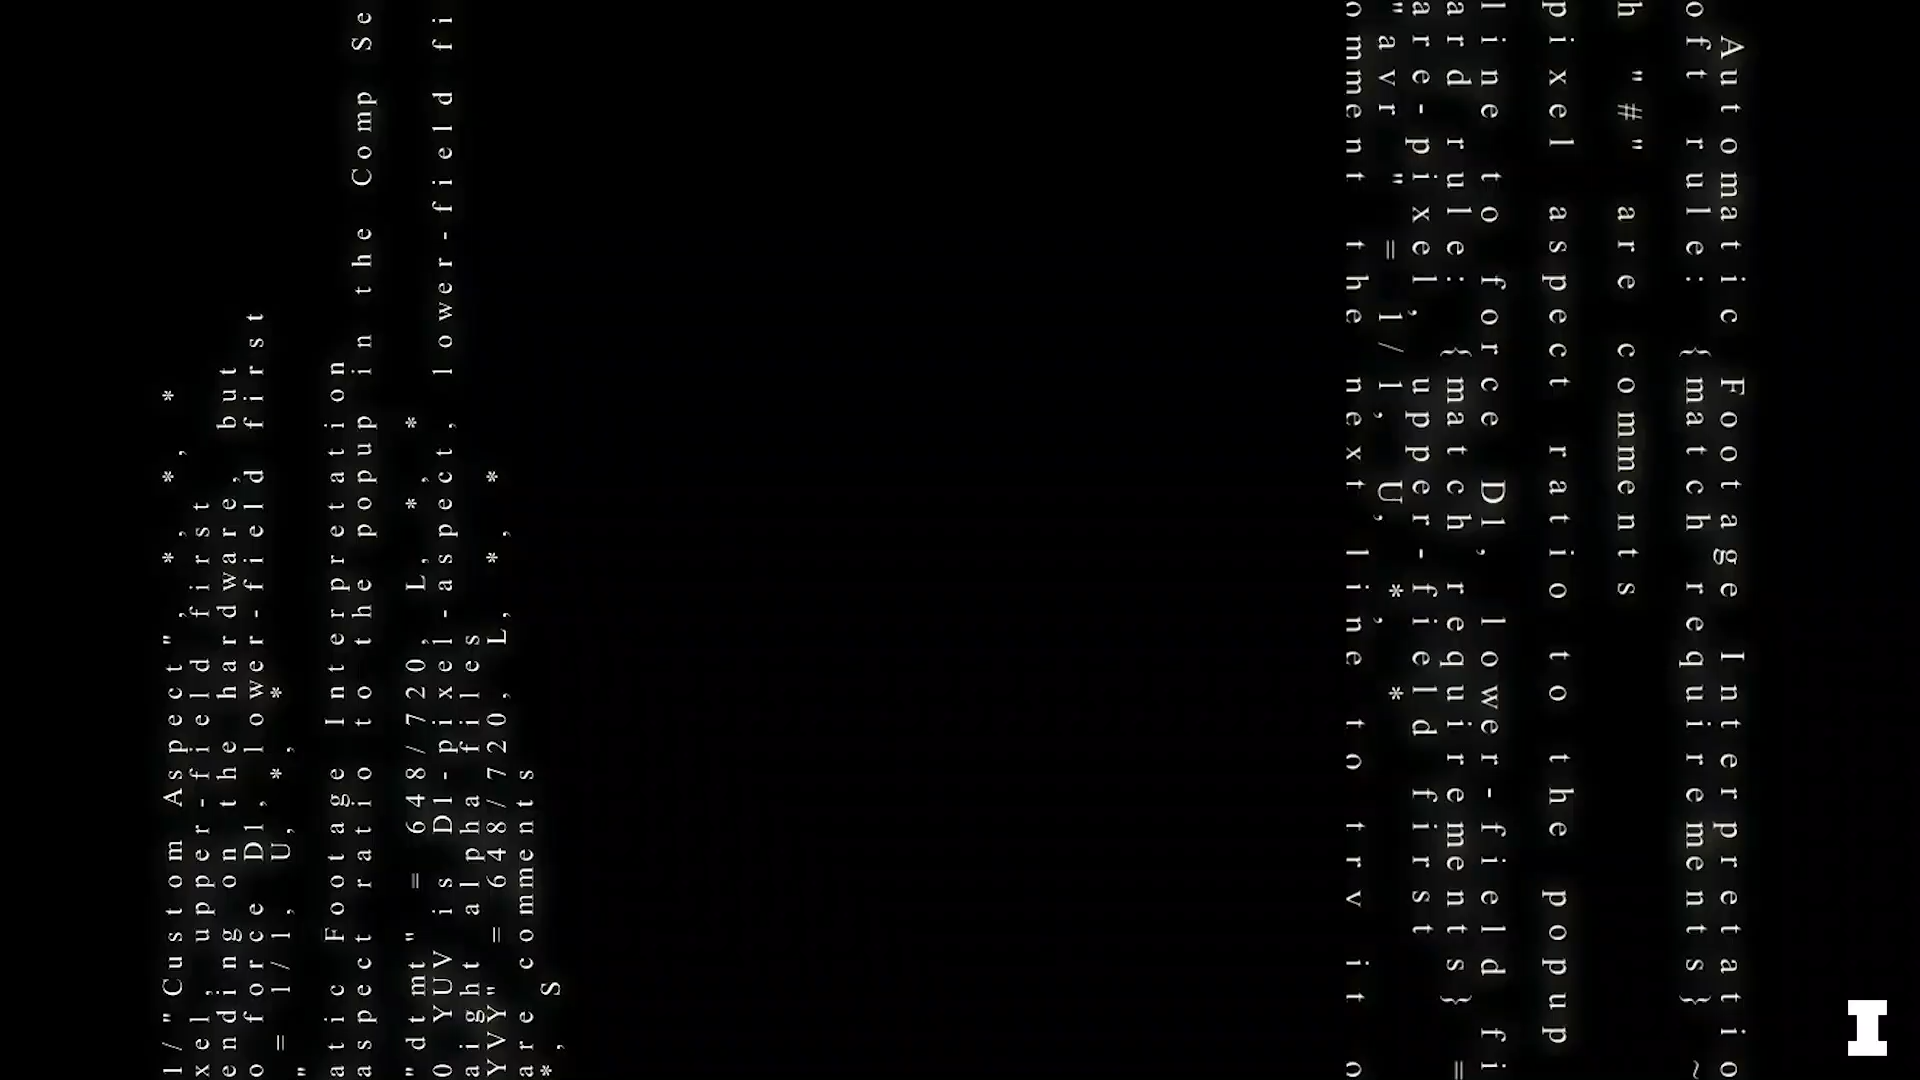 1/"Custom Aspect", *, *, *
xel, upper-field first
ending on the hardware, but
o force D1, lower-field first
= 1/1, U, *, *
"
atic Footage Interpretation
aspect ratio to the popup in the Comp Se
"dtmt" = 648/720, L, *, *
0 YUV is D1-pixel-aspect, lower-field fi
aight alpha files
YVY" = 648/720, L, *, *
are comments
*, S
Automatic Footage Interpretatio
oft rule: {match requirements} ~
h "#" are comments
pixel aspect ratio to the popup
line to force D1, lower-field fi
ard rule: {match requirements} =
are-pixel, upper-field first
"avr" = 1/1, U, *, *
omment the next line to try it o
I